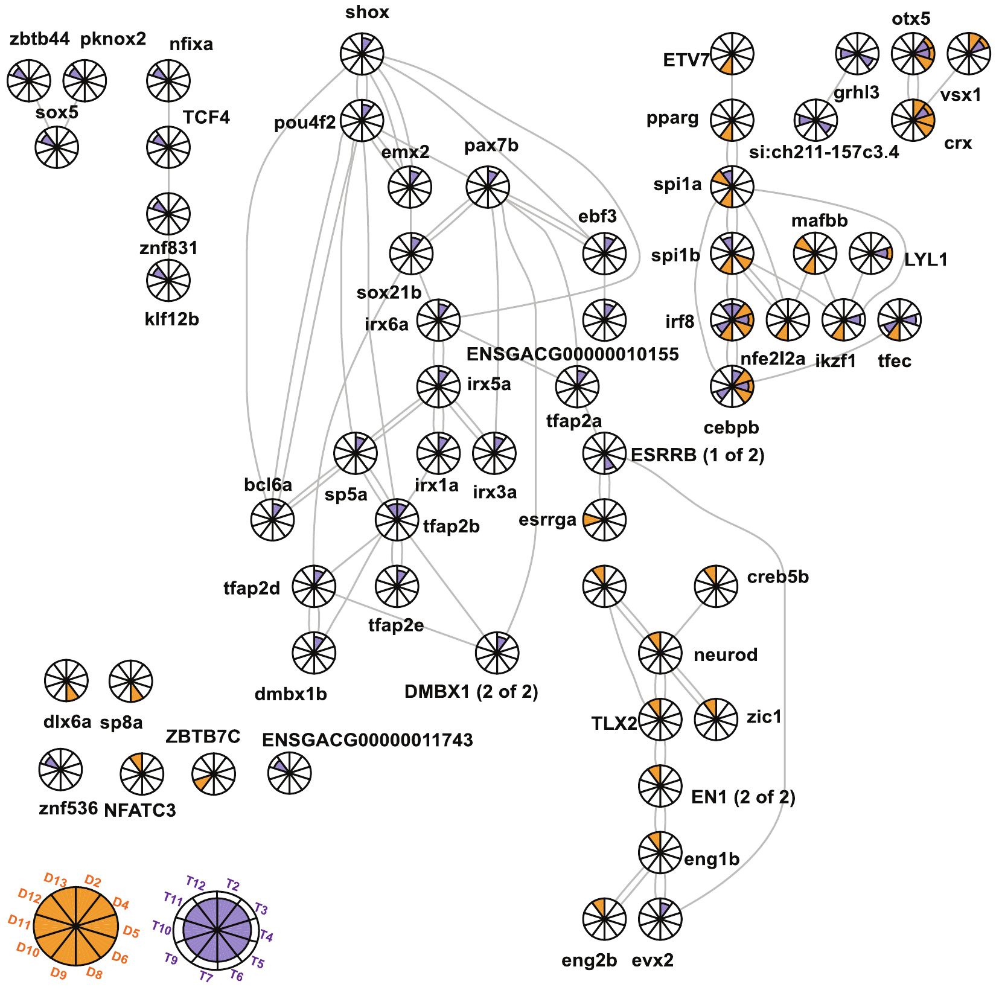 shox
otx5
zbtb44
pknox2
nfixa
ETV7
grhl3
vsx1
sox5
TCF4
pou4f2
pparg
emx2
pax7b
si:ch211-157c3.4
crx
spi1a
ebf3
mafbb
znf831
spi1b
LYL1
sox21b
klf12b
irx6a
irf8
ENSGACG00000010155
nfe2l2a
ikzf1
tfec
irx5a
tfap2a
cebpb
ESRRB (1 of 2)
bcl6a
sp5a
irx1a
irx3a
tfap2b
esrrga
tfap2d
creb5b
tfap2e
neurod
dmbx1b
DMBX1 (2 of 2)
dlx6a
sp8a
TLX2
zic1
ZBTB7C
ENSGACG00000011743
znf536
NFATC3
EN1 (2 of 2)
eng1b
eng2b
evx2
D13
D2
D12
D4
D11
D5
D10
D6
D9
D8
T12
T2
T11
T3
T10
T4
T9
T5
T7
T6